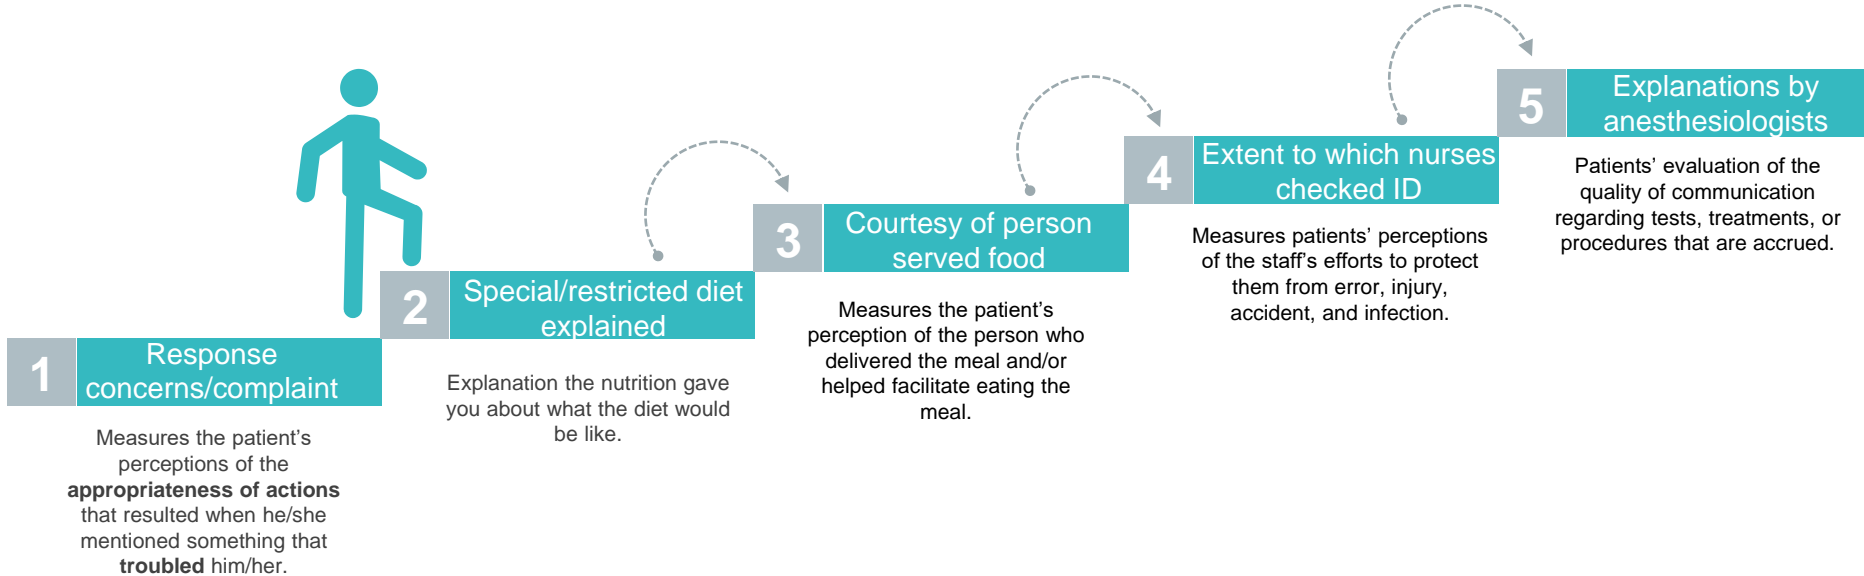 1
Response
concerns/complaint
Measures the patient's
perceptions of the
appropriateness of actions
that resulted when he/she
mentioned something that
troubled him/her.
2
Special/restricted diet
explained
Explanation the nutrition gave
you about what the diet would
be like.
3
Courtesy of person
served food
Measures the patient's
perception of the person who
delivered the meal and/or
helped facilitate eating the
meal.
4
Extent to which nurses
checked ID
Measures patients' perceptions
of the staff's efforts to protect
them from error, injury,
accident, and infection.
5
Explanations by
anesthesiologists
Patients' evaluation of the
quality of communication
regarding tests, treatments, or
procedures that are accrued.